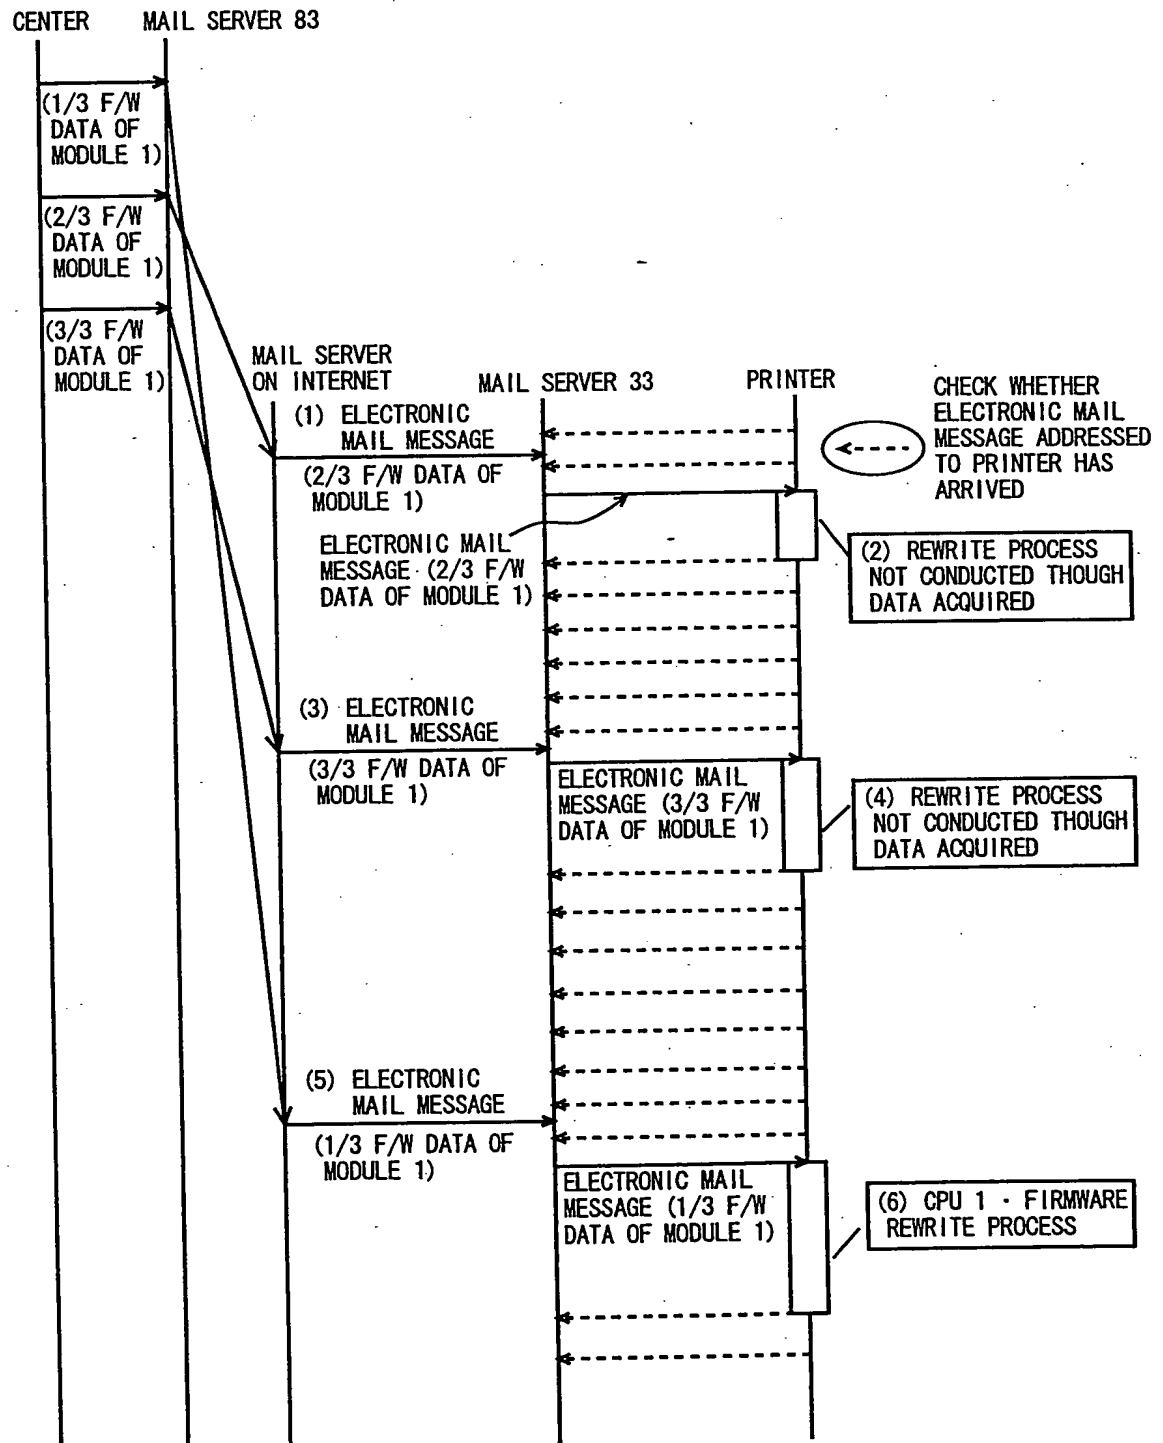 CENTER
MAIL SERVER 83
(1/3 F/W
DATA OF
MODULE 1)
(2/3 F/W
DATA OF
MODULE 1)
(3/3 F/W
DATA OF
MODULE 1)
MAIL SERVER
ON INTERNET
MAIL SERVER 33
PRINTER
CHECK WHETHER
ELECTRONIC MAIL
MESSAGE ADDRESSED
TO PRINTER HAS
ARRIVED
(1) ELECTRONIC
MAIL MESSAGE
(2/3 F/W DATA OF
MODULE 1)
ELECTRONIC MAIL
MESSAGE (2/3 F/W
DATA OF MODULE 1)
(2) REWRITE PROCESS
NOT CONDUCTED THOUGH
DATA ACQUIRED
(3) ELECTRONIC
MAIL MESSAGE
(3/3 F/W DATA OF
MODULE 1)
ELECTRONIC MAIL
MESSAGE (3/3 F/W
DATA OF MODULE 1)
(4) REWRITE PROCESS
NOT CONDUCTED THOUGH
DATA ACQUIRED
(5) ELECTRONIC
MAIL MESSAGE
(1/3 F/W DATA OF
MODULE 1)
ELECTRONIC MAIL
MESSAGE (1/3 F/W
DATA OF MODULE 1)
(6) CPU 1 · FIRMWARE
REWRITE PROCESS